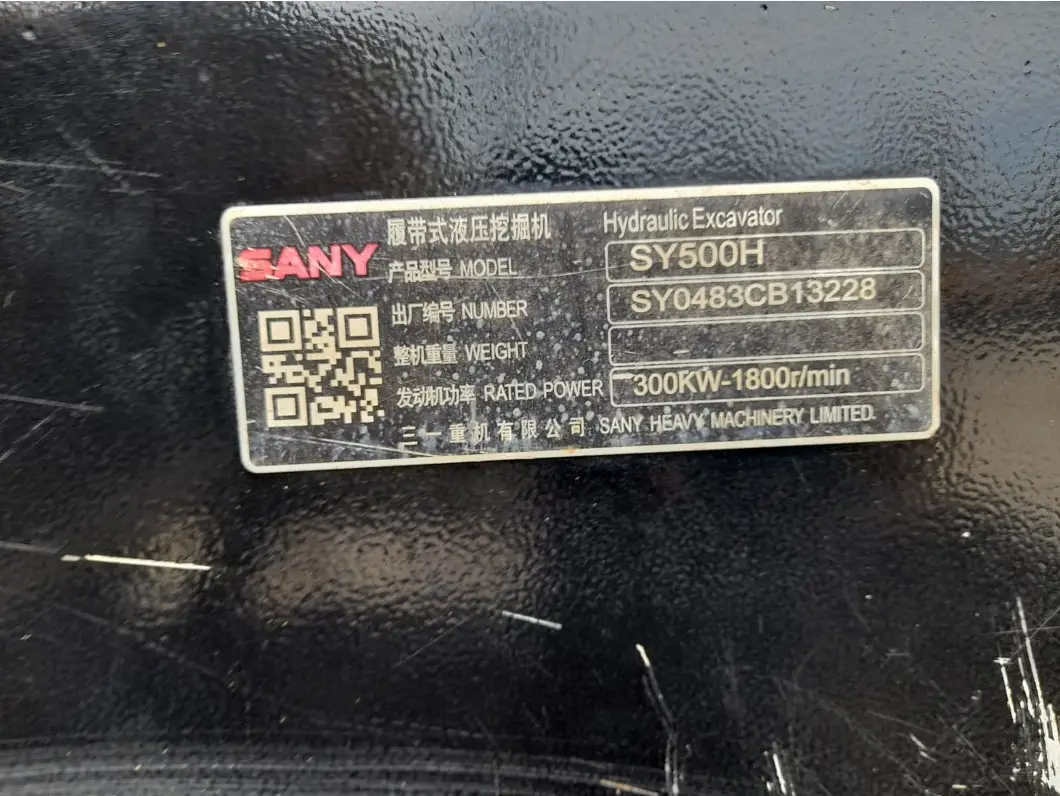 履带式液压挖掘机 Hydraulic Excavator
SANY
产品型号 MODEL SY500H
出厂编号 NUMBER SY0483CB13228
整机重量 WEIGHT
发动机功率 RATED POWER 300KW-1800r/min
三一重机有限公司 SANY HEAVY MACHINERY LIMITED.